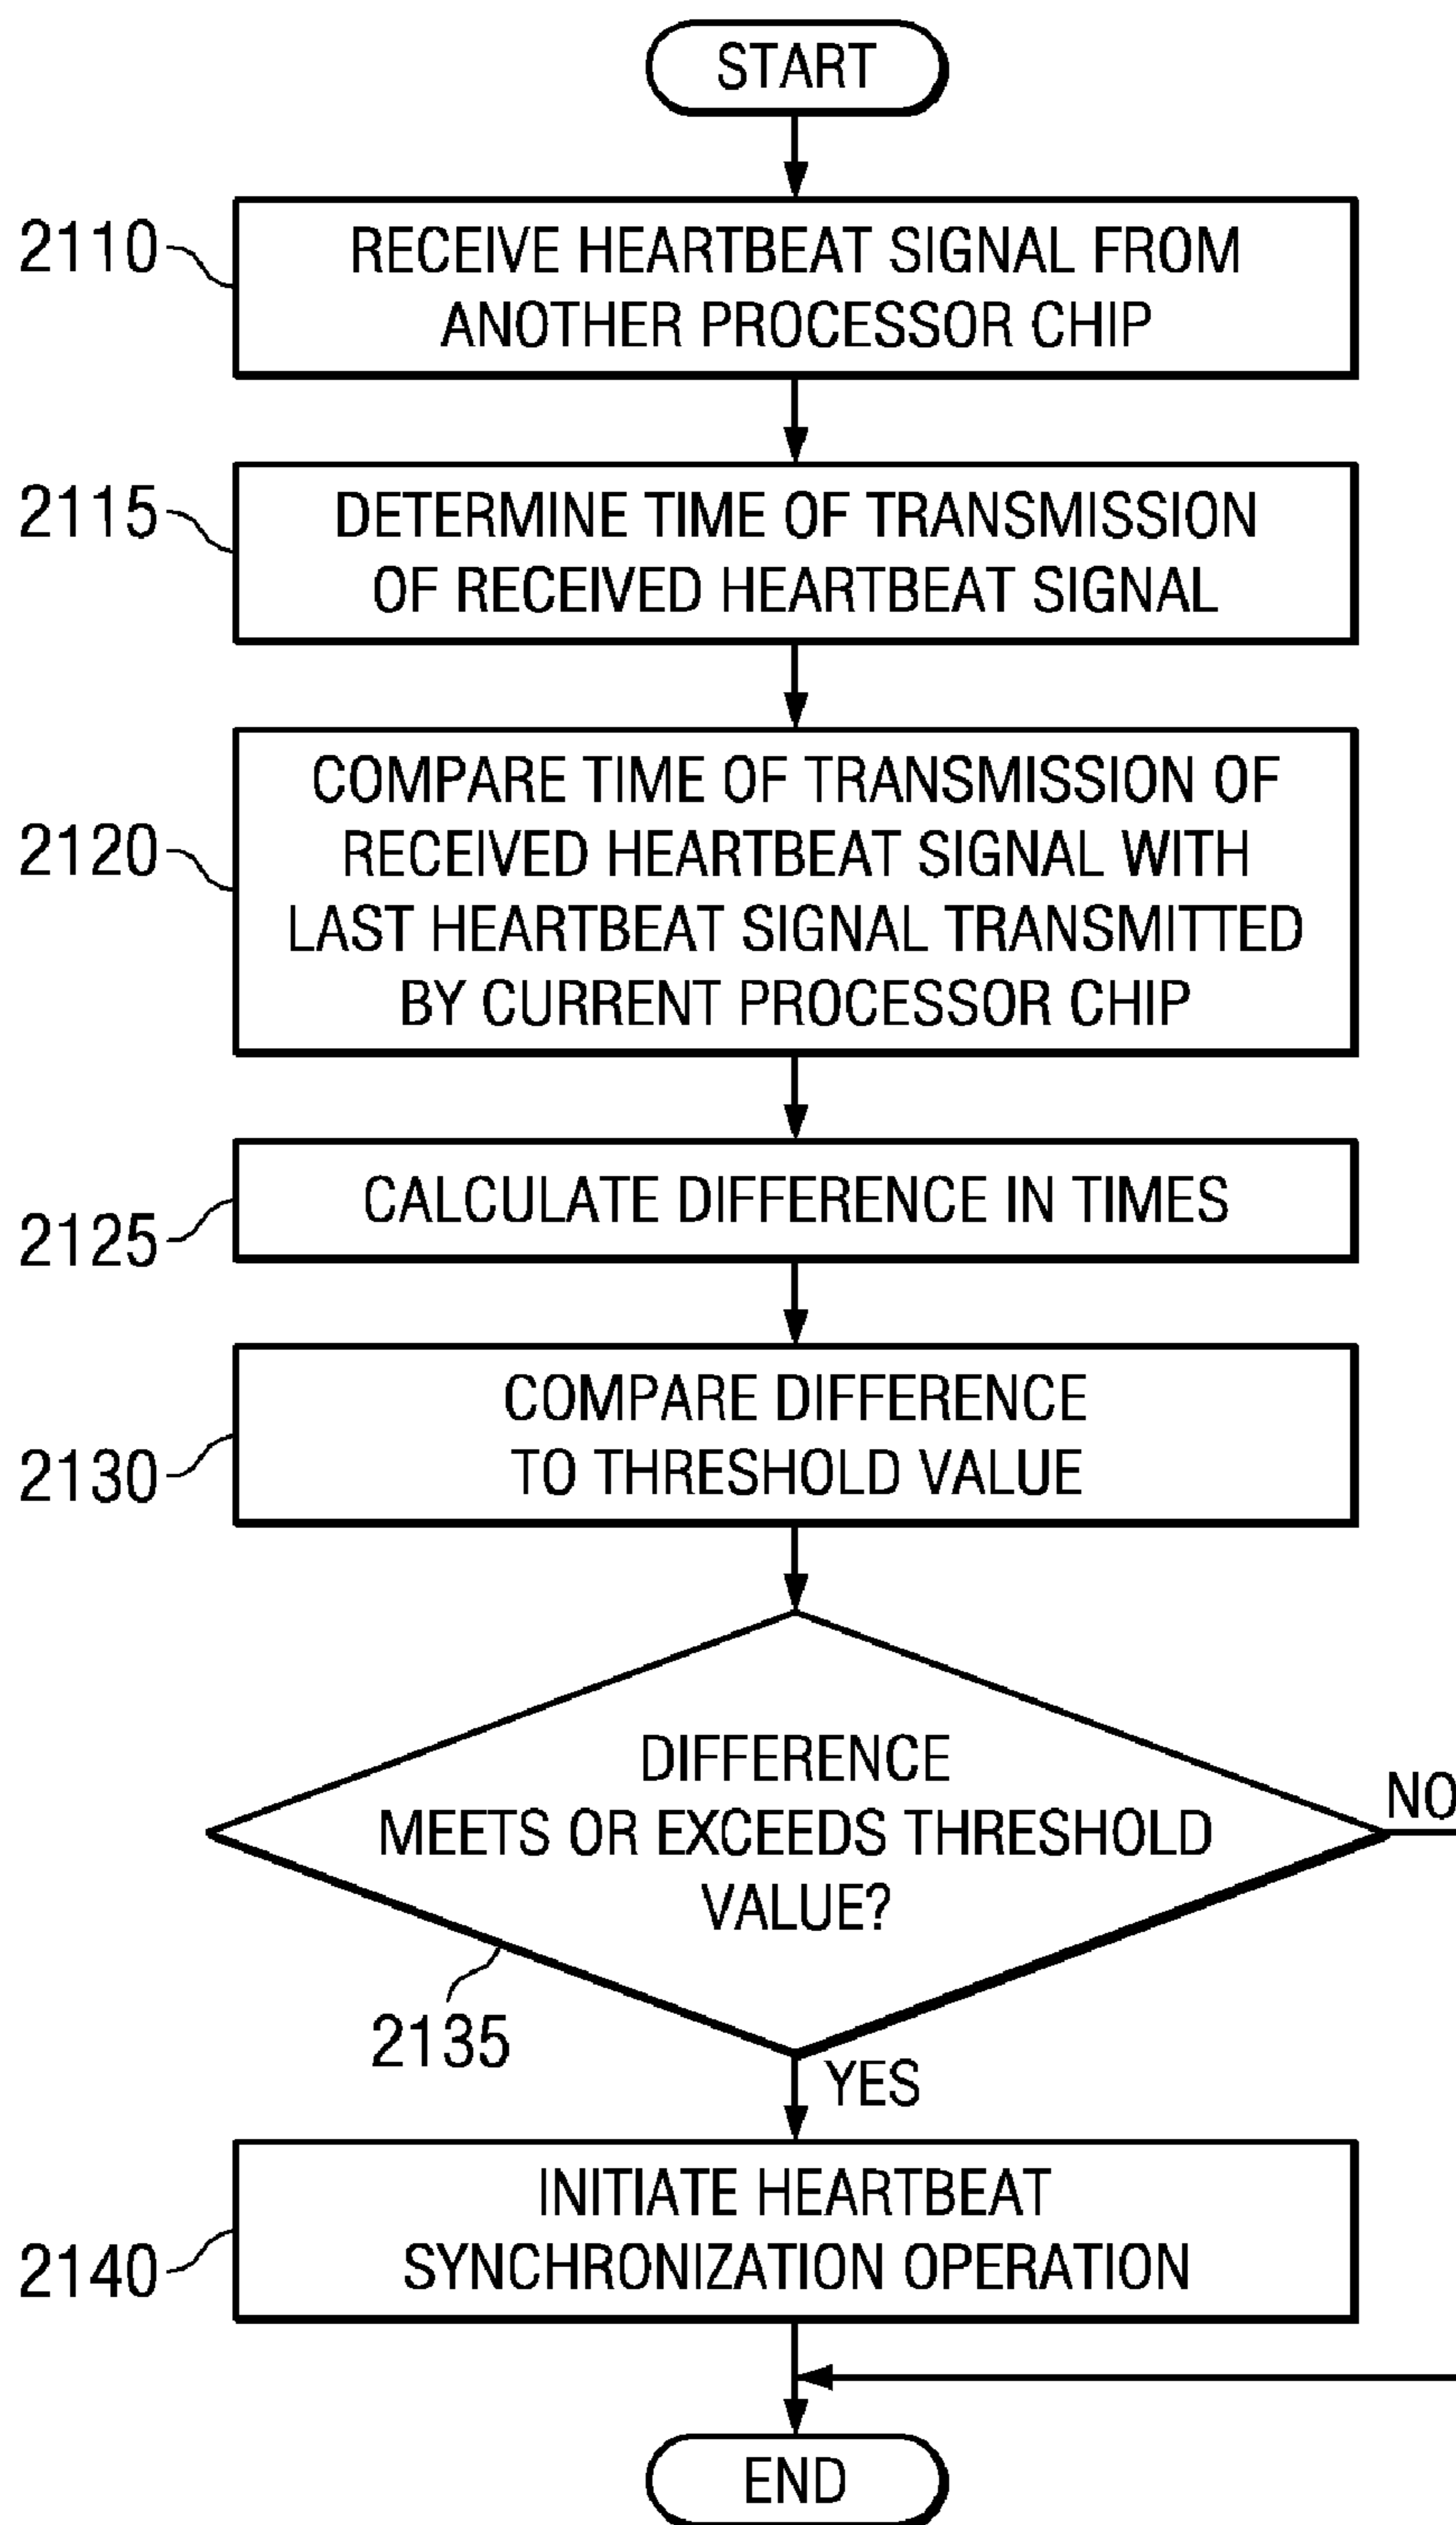 START
2110
RECEIVE HEARTBEAT SIGNAL FROM
ANOTHER PROCESSOR CHIP
2115
DETERMINE TIME OF TRANSMISSION
OF RECEIVED HEARTBEAT SIGNAL
2120
COMPARE TIME OF TRANSMISSION OF
RECEIVED HEARTBEAT SIGNAL WITH
LAST HEARTBEAT SIGNAL TRANSMITTED
BY CURRENT PROCESSOR CHIP
2125
CALCULATE DIFFERENCE IN TIMES
2130
COMPARE DIFFERENCE
TO THRESHOLD VALUE
DIFFERENCE
MEETS OR EXCEEDS THRESHOLD
VALUE?
NO
2135
YES
2140
INITIATE HEARTBEAT
SYNCHRONIZATION OPERATION
END